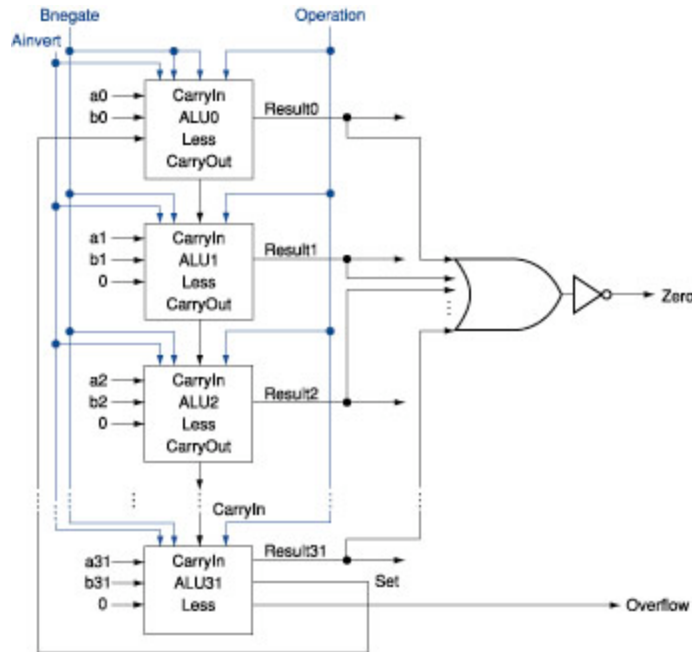 Bnegate Operation
Ainvert
a0 CarryIn Result0
b0 ALU0
Less
CarryOut
a1 CarryIn Result1
b1 ALU1
0 Less
CarryOut
Zero
a2 CarryIn Result2
b2 ALU2
0 Less
CarryOut
CarryIn
a31 CarryIn Result31
b31 ALU31 Set
0 Less Overflow